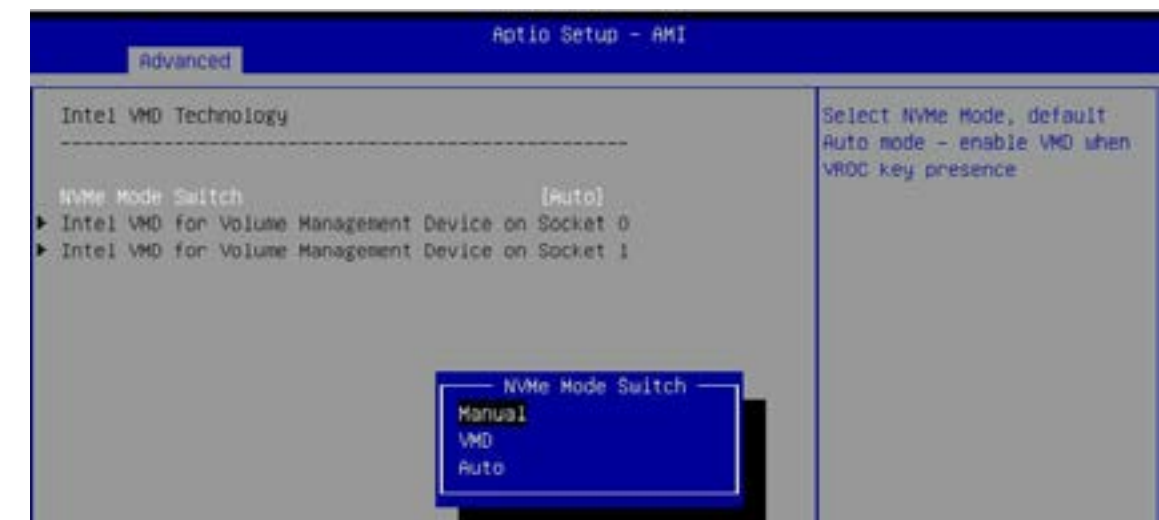 Aptio Setup - AMI
Advanced
Intel VMD Technology
------------------------------------------------
NVMe Mode Switch [Auto]
Intel VMD for Volume Management Device on Socket 0
Intel VMD for Volume Management Device on Socket 1
Select NVMe Mode, default
Auto mode - enable VMD when
VROC key presence
NVMe Mode Switch
Manual
VMD
Auto